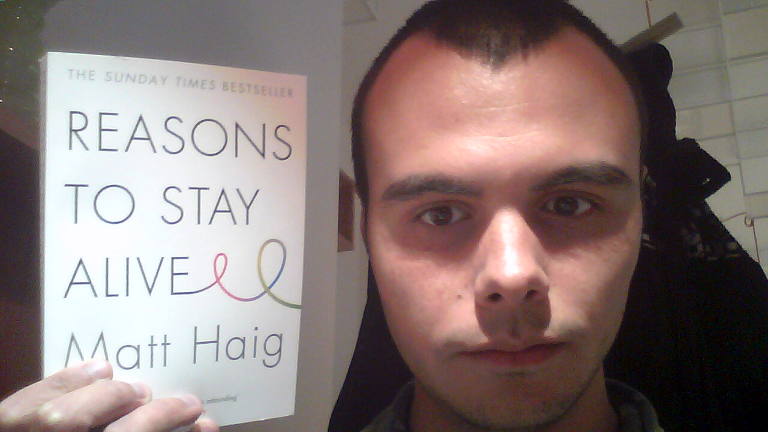 THE SUNDAY TIMES BESTSELLER
REASONS
TO STAY
ALIVE
Matt Haig